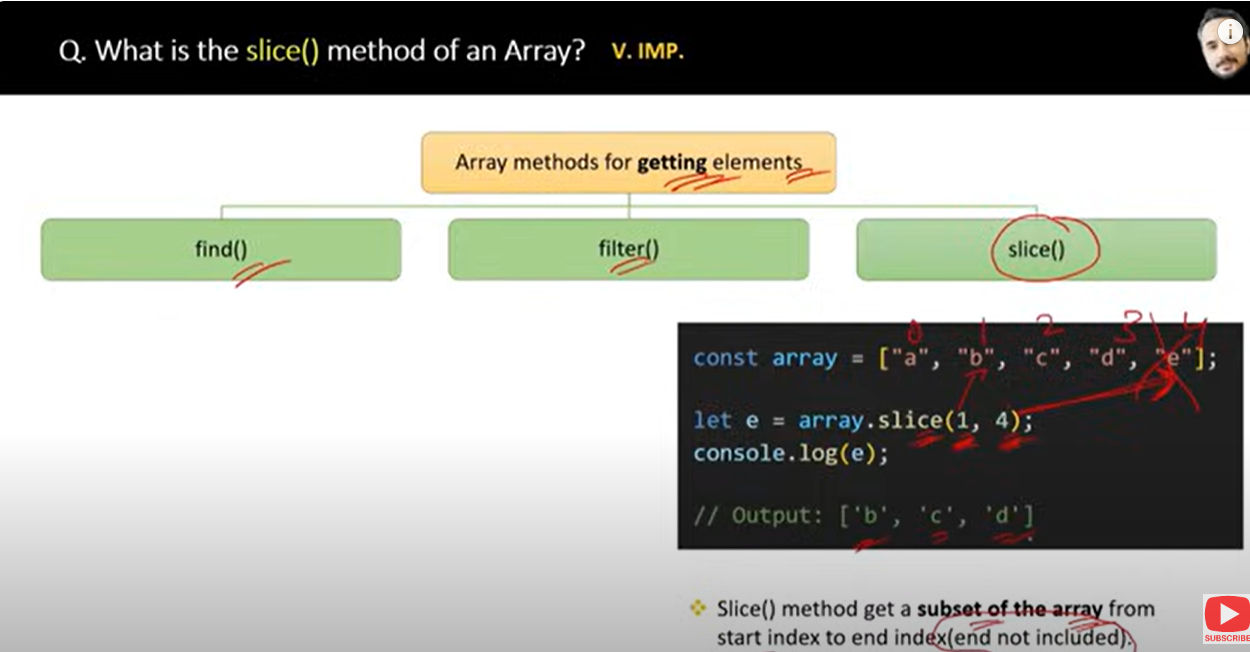 Q. What is the slice() method of an Array? V. IMP.
i
Array methods for getting elements
find()
filter()
slice()
0 1 2 3 4
const array = ["a", "b", "c", "d", "e"];
let e = array.slice(1, 4);
console.log(e);
// Output: ['b', 'c', 'd']
Slice() method get a subset of the array from
start index to end index(end not included).
SUBSCRIBE